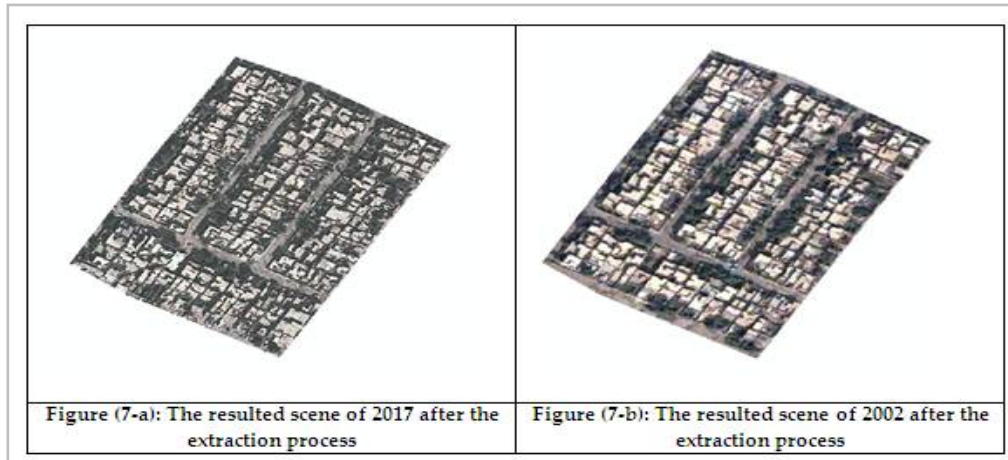 Figure (7-a): The resulted scene of 2017 after the
extraction process
Figure (7-b): The resulted scene of 2002 after the
extraction process